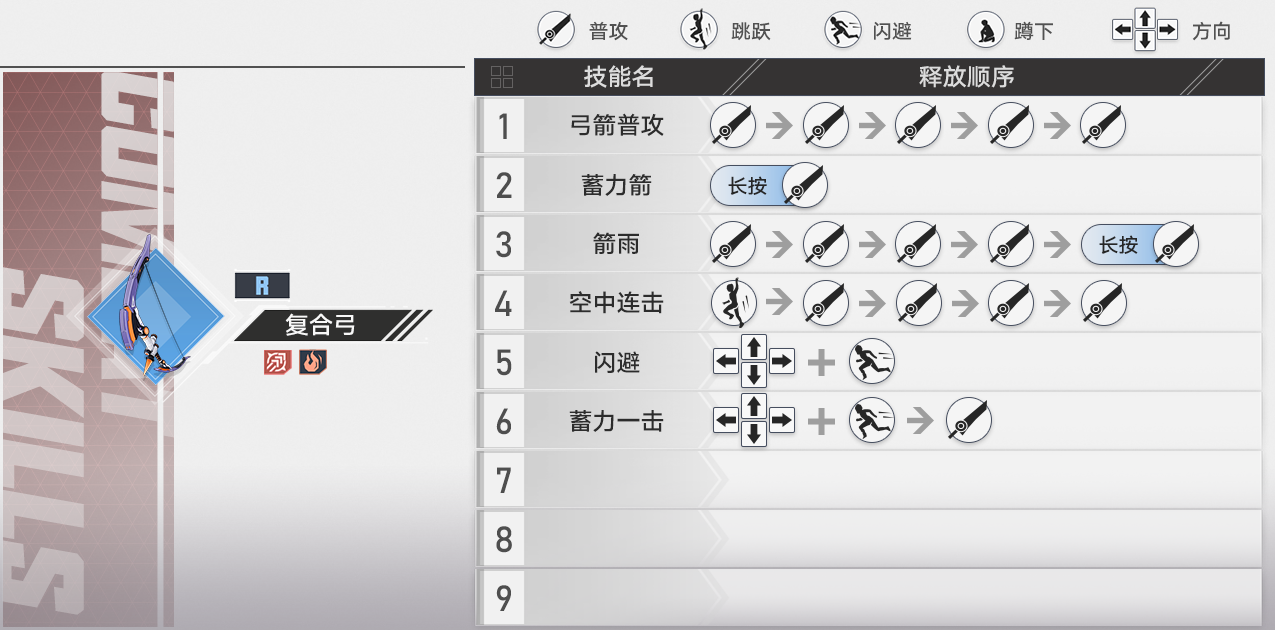 普攻
跳跃
闪避
蹲下
方向
技能名
释放顺序
COMBAT
SKILLS
R
复合弓
1
弓箭普攻
2
蓄力箭
长按
3
箭雨
长按
4
空中连击
5
闪避
6
蓄力一击
7
8
9